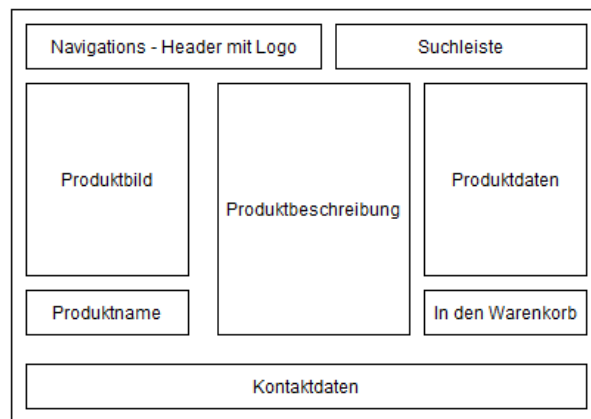 Navigations - Header mit Logo
Suchleiste
Produktbild
Produktbeschreibung
Produktdaten
Produktname
In den Warenkorb
Kontaktdaten